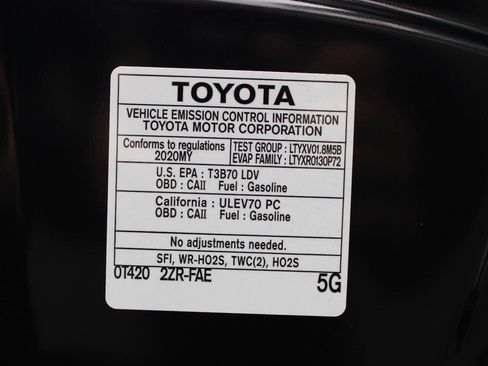 TOYOTA
VEHICLE EMISSION CONTROL INFORMATION
TOYOTA MOTOR CORPORATION
Conforms to regulations
2020MY
TEST GROUP : LTYXV01.8M5B
EVAP FAMILY : LTYXR0130P72
U.S. EPA : T3B70 LDV
OBD : CAII Fuel : Gasoline
California : ULEV70 PC
OBD : CAII Fuel : Gasoline
No adjustments needed.
SFI, WR-HO2S, TWC(2), HO2S
0T420 2ZR-FAE 5G